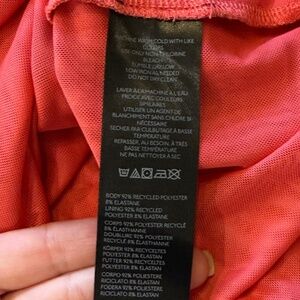 MACHINE WASH COLD WITH LIKE
COLORS
USE ONLY NON-CHLORINE
BLEACH
TUMBLE DRY LOW
LOW IRON AS NEEDED
DO NOT DRY CLEAN
LAVER À LA MACHINE À L'EAU
FROIDE AVEC COULEURS
SIMILAIRES
UTILISER UN AGENT DE
BLANCHIMENT SANS CHLORE SI
NÉCESSAIRE
SÉCHER PAR CULBUTAGE À BASSE
TEMPÉRATURE
REPASSER, AU BESOIN, À TRÈS
BASSE TEMPÉRATURE
NE PAS NETTOYER À SEC
BODY 92% RECYCLED POLYESTER
8% ELASTANE
LINING 92% RECYCLED
POLYESTER 8% ELASTANE
CORPS 92% POLYESTER RECYCLÉ
8% ÉLASTHANNE
DOUBLURE 92% POLYESTER
RECYCLÉ 8% ÉLASTHANNE
KÖRPER 92% RECYCELTE
POLYESTER 8% ELASTAN
FUTTER 92% RECYCELTE
POLYESTER 8% ELASTAN
CORPO 92% POLIESTERE
RICICLATO 8% ELASTAN
FODERA 92% POLIESTERE
RICICLATO 8% ELASTAN